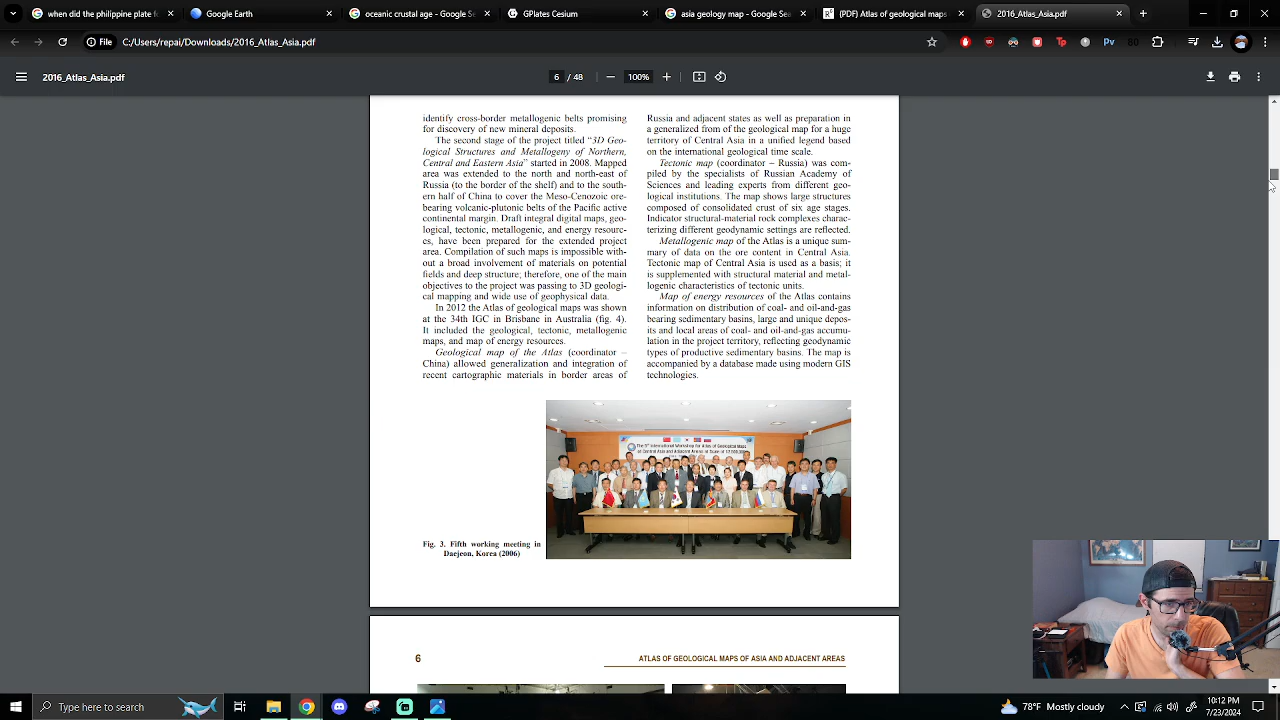 when did the philippine plate fo
Google Earth
oceanic crustal age - Google Se
GPlates Cesium
asia geology map - Google Sea
(PDF) Atlas of geological maps
2016_Atlas_Asia.pdf
File
C:/Users/repai/Downloads/2016_Atlas_Asia.pdf
2016_Atlas_Asia.pdf
6 / 48
100%
identify cross-border metallogenic belts promising
for discovery of new mineral deposits.
The second stage of the project titled “3D Geo-
logical Structures and Metallogeny of Northern,
Central and Eastern Asia” started in 2008. Mapped
area was extended to the north and north-east of
Russia (to the border of the shelf) and to the south-
ern half of China to cover the Meso-Cenozoic ore-
bearing volcanic-plutonic belts of the Pacific active
continental margin. Draft integral digital maps, geo-
logical, tectonic, metallogenic, and energy resourc-
es, have been prepared for the extended project
area. Compilation of such maps is impossible with-
out a broad involvement of materials on potential
fields and deep structure; therefore, one of the main
objectives to the project was passing to 3D geologi-
cal mapping and wide use of geophysical data.
In 2012 the Atlas of geological maps was shown
at the 34th IGC in Brisbane in Australia (fig. 4).
It included the geological, tectonic, metallogenic
maps, and map of energy resources.
Geological map of the Atlas (coordinator –
China) allowed generalization and integration of
recent cartographic materials in border areas of
Russia and adjacent states as well as preparation in
a generalized from of the geological map for a huge
territory of Central Asia in a unified legend based
on the international geological time scale.
Tectonic map (coordinator – Russia) was com-
piled by the specialists of Russian Academy of
Sciences and leading experts from different geo-
logical institutions. The map shows large structures
composed of consolidated crust of six age stages.
Indicator structural-material rock complexes charac-
terizing different geodynamic settings are reflected.
Metallogenic map of the Atlas is a unique sum-
mary of data on the ore content in Central Asia.
Tectonic map of Central Asia is used as a basis; it
is supplemented with structural material and metal-
logenic characteristics of tectonic units.
Map of energy resources of the Atlas contains
information on distribution of coal- and oil-and-gas
bearing sedimentary basins, large and unique depos-
its and local areas of coal- and oil-and-gas accumu-
lation in the project territory, reflecting geodynamic
types of productive sedimentary basins. The map is
accompanied by a database made using modern GIS
technologies.
The 5th International Workshop for Atlas of Geological Maps
of Central Asia and Adjacent Areas
Fig. 3. Fifth working meeting in
Daejeon, Korea (2006)
6
ATLAS OF GEOLOGICAL MAPS OF ASIA AND ADJACENT AREAS
Type here to search
78°F Mostly cloudy
10:12 PM
7/23/2024